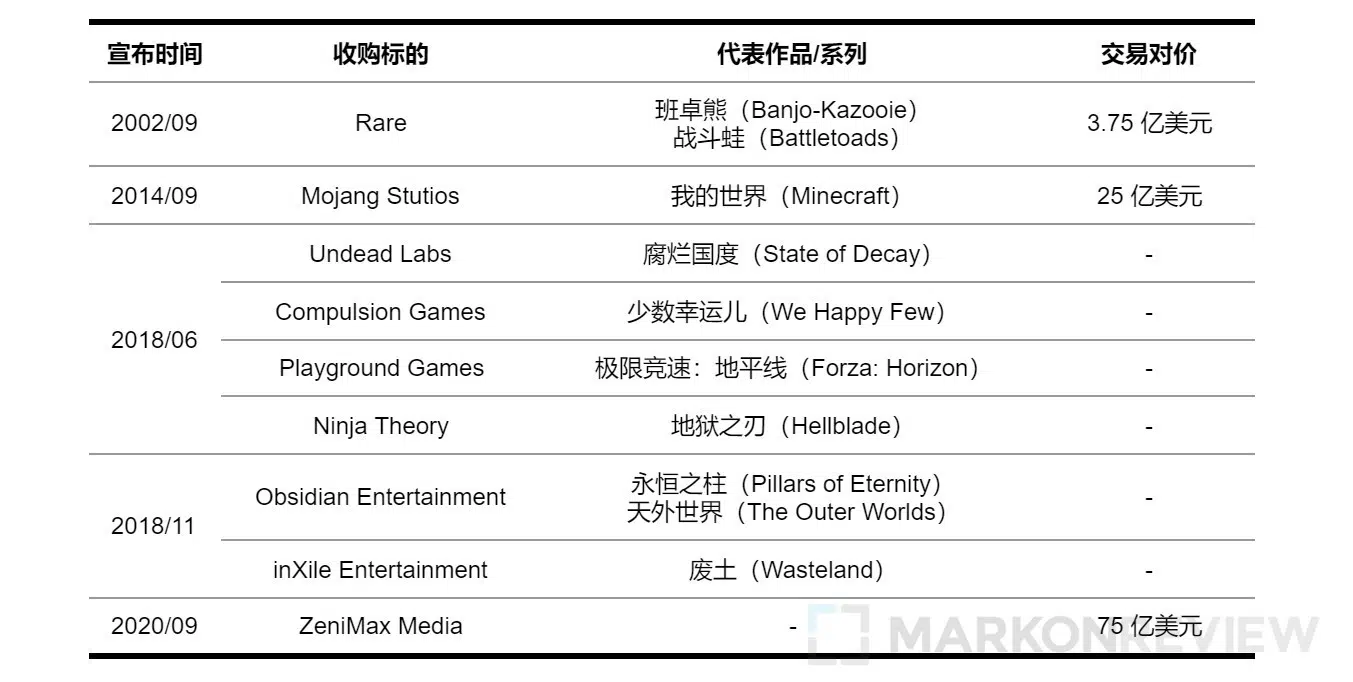 宣布时间 收购标的 代表作品/系列 交易对价
2002/09 Rare 班卓熊（Banjo-Kazooie） 3.75 亿美元
战斗蛙（Battletoads）
2014/09 Mojang Stutios 我的世界（Minecraft） 25 亿美元
2018/06 Undead Labs 腐烂国度（State of Decay） -
Compulsion Games 少数幸运儿（We Happy Few） -
Playground Games 极限竞速：地平线（Forza: Horizon） -
Ninja Theory 地狱之刃（Hellblade） -
2018/11 Obsidian Entertainment 永恒之柱（Pillars of Eternity） -
天外世界（The Outer Worlds）
inXile Entertainment 废土（Wasteland） -
2020/09 ZeniMax Media - 75 亿美元
MARKONREVIEW